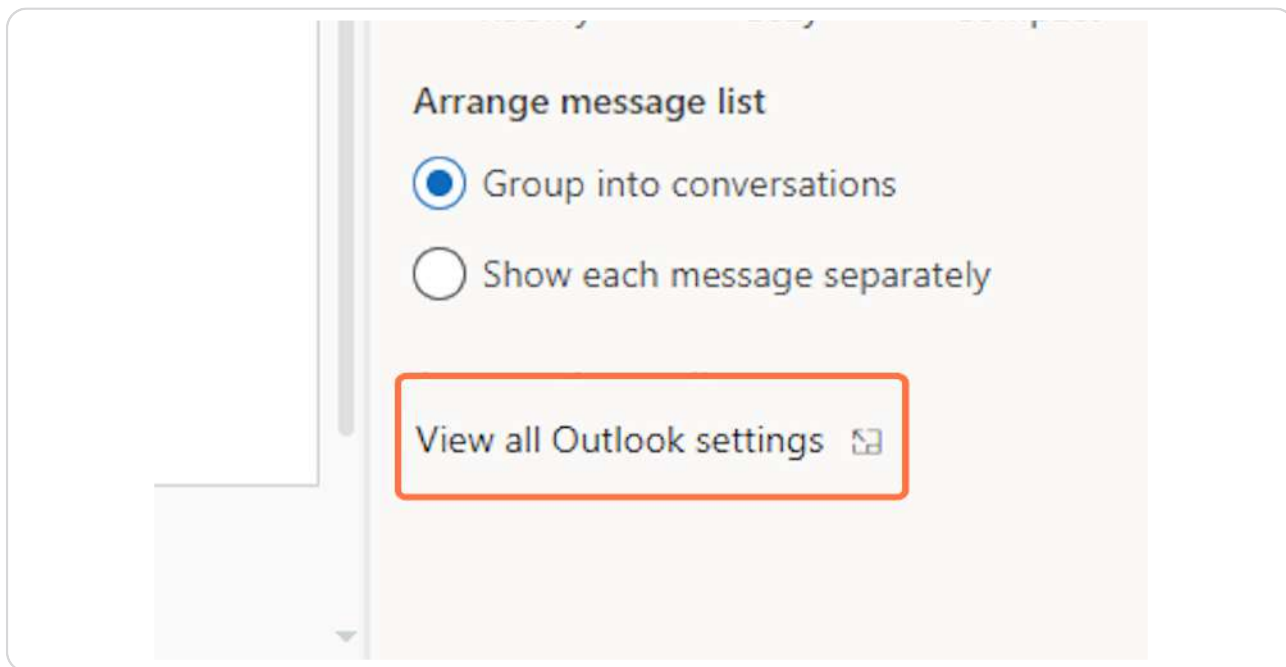 Arrange message list
Group into conversations
Show each message separately
View all Outlook settings